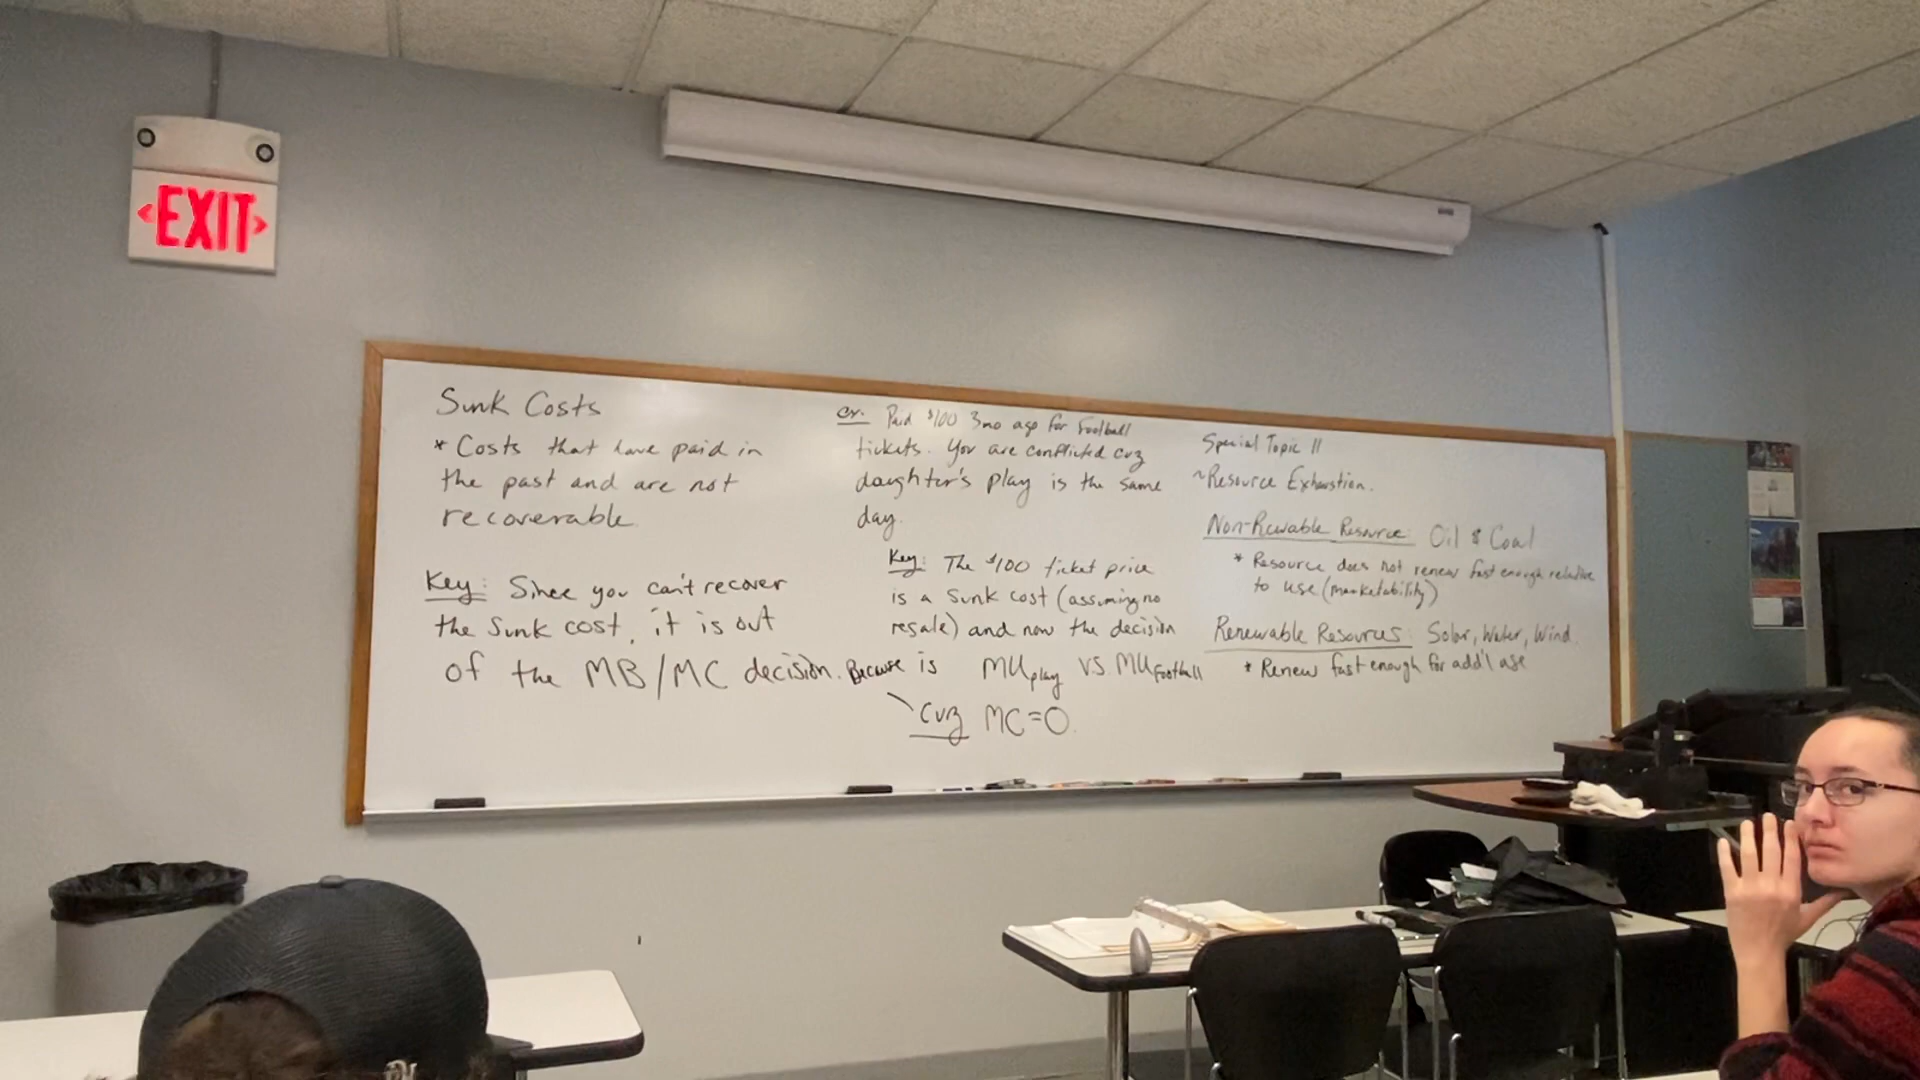 EXIT
Sunk Costs
* Costs that have paid in
the past and are not
recoverable.
Key: Since you can't recover
the Sunk cost, it is out
of the MB/MC decision. Because
ex. Paid $100 3mo ago for Football
tickets. You are conflicted cuz
daughter's play is the same
day.
Key: The $100 ticket price
is a Sunk cost (assuming no
resale) and now the decision
is MUplay vs. MUFootball
cuz MC=0.
Special Topic 11
~Resource Exhaustion.
Non-Rewable Resource: Oil & Coal
* Resource does not renew fast enough relative
to use (marketability)
Renewable Resources: Solar, Water, Wind.
* Renew fast enough for add'l use